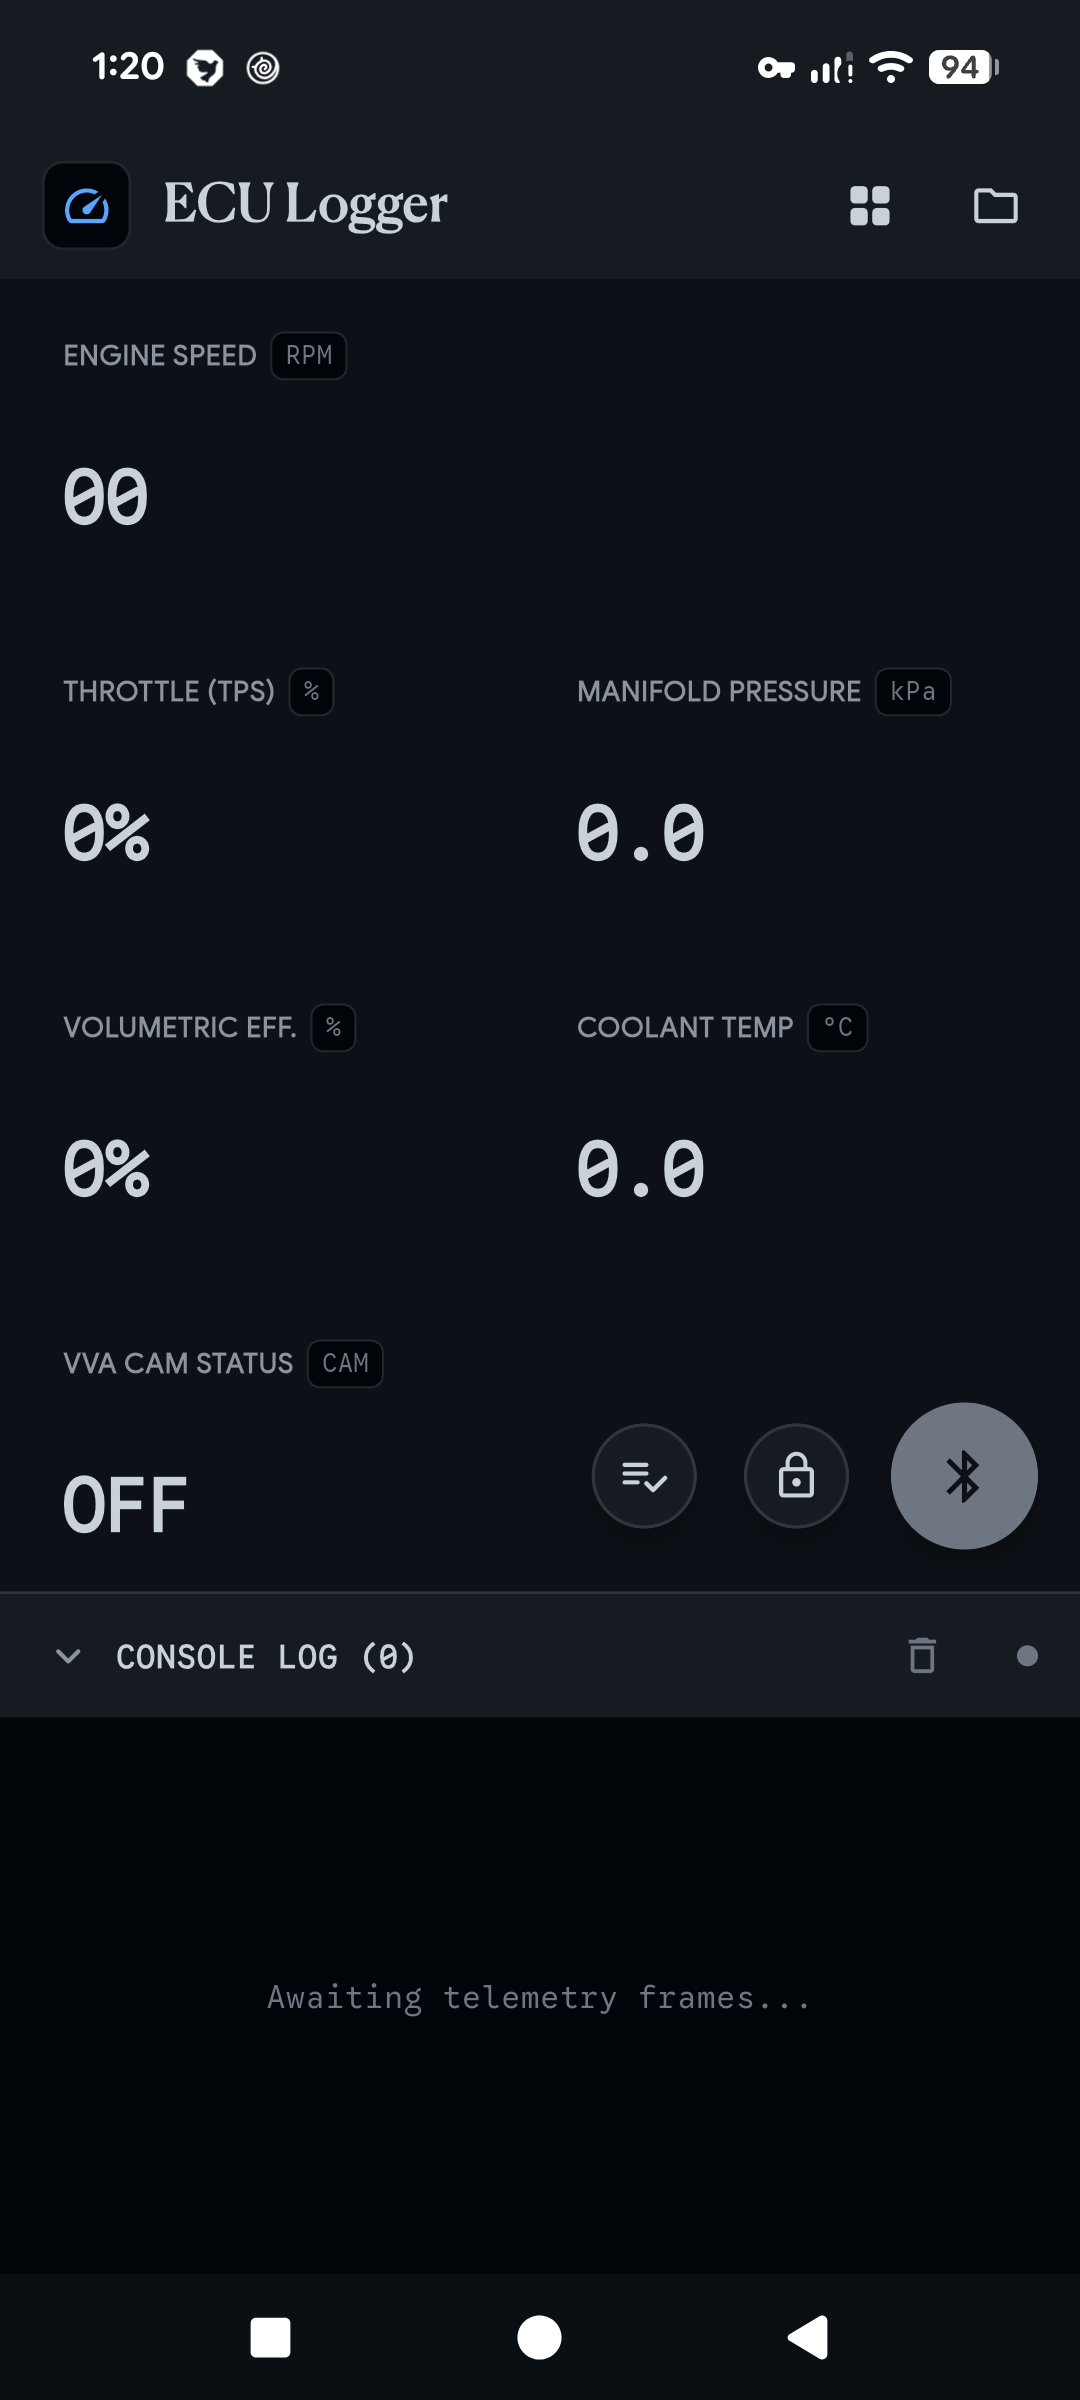 1:20
94
ECU Logger
ENGINE SPEED RPM
00
THROTTLE (TPS) %
MANIFOLD PRESSURE kPa
0%
0.0
VOLUMETRIC EFF. %
COOLANT TEMP °C
0%
0.0
VVA CAM STATUS CAM
OFF
CONSOLE LOG (0)
Awaiting telemetry frames...